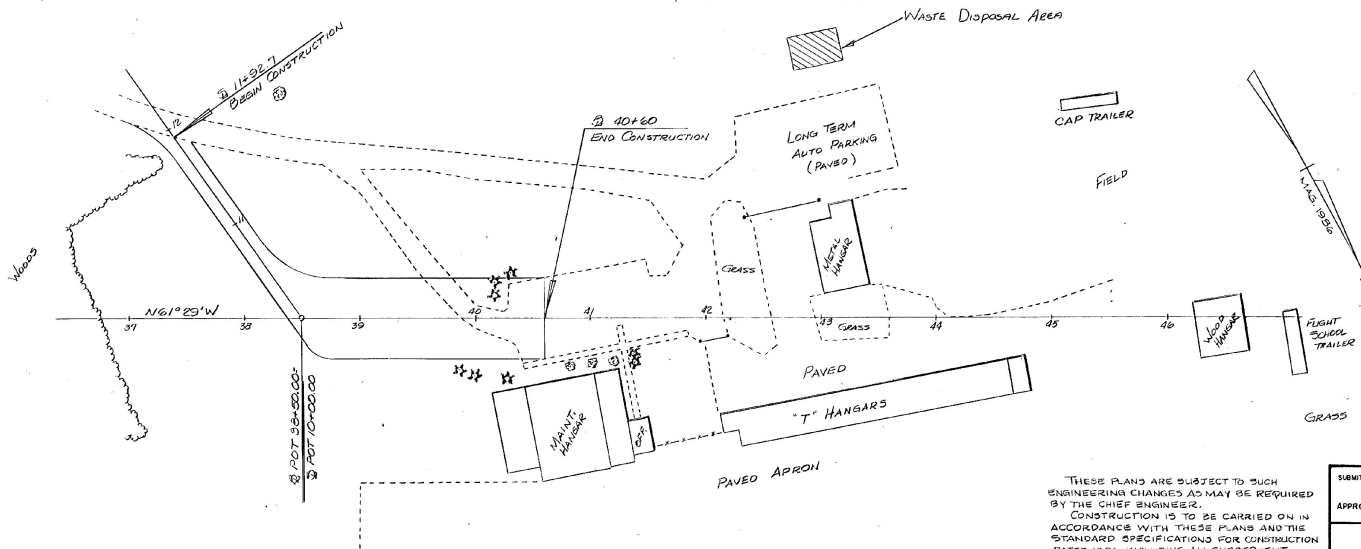 WASTE DISPOSAL AREA
11+92.7
BEGIN CONSTRUCTION
12
40+60
END CONSTRUCTION
LONG TERM
AUTO PARKING
(PAVED)
CAP TRAILER
FIELD
MAG. 1986
WOODS
11
METAL
HANGAR
GRASS
N61°29'W
37
38
39
40
41
42
43
44
45
46
GRASS
WOOD
HANGAR
FLIGHT
SCHOOL
TRAILER
PAVED
"T" HANGARS
GRASS
MAINT.
HANGAR
OFF.
PAVED APRON
POT 38+50.00=
POT 10+00.00
THESE PLANS ARE SUBJECT TO SUCH
ENGINEERING CHANGES AS MAY BE REQUIRED
BY THE CHIEF ENGINEER.
CONSTRUCTION IS TO BE CARRIED ON IN
ACCORDANCE WITH THESE PLANS AND THE
STANDARD SPECIFICATIONS FOR CONSTRUCTION
SUBMIT
APPRO